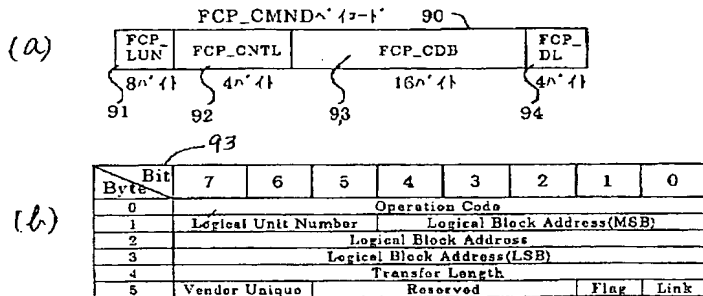 FCP_CMNDペイロード 90
(a)
FCP_LUN FCP_CNTL FCP_CDB FCP_DL
8バイト 4バイト 16バイト 4バイト
91 92 93 94
93
(b)
Bit Byte 7 6 5 4 3 2 1 0
0 Operation Code
1 Logical Unit Number Logical Block Address(MSB)
2 Logical Block Address
3 Logical Block Address(LSB)
4 Transfer Length
5 Vendor Unique Reserved Flag Link